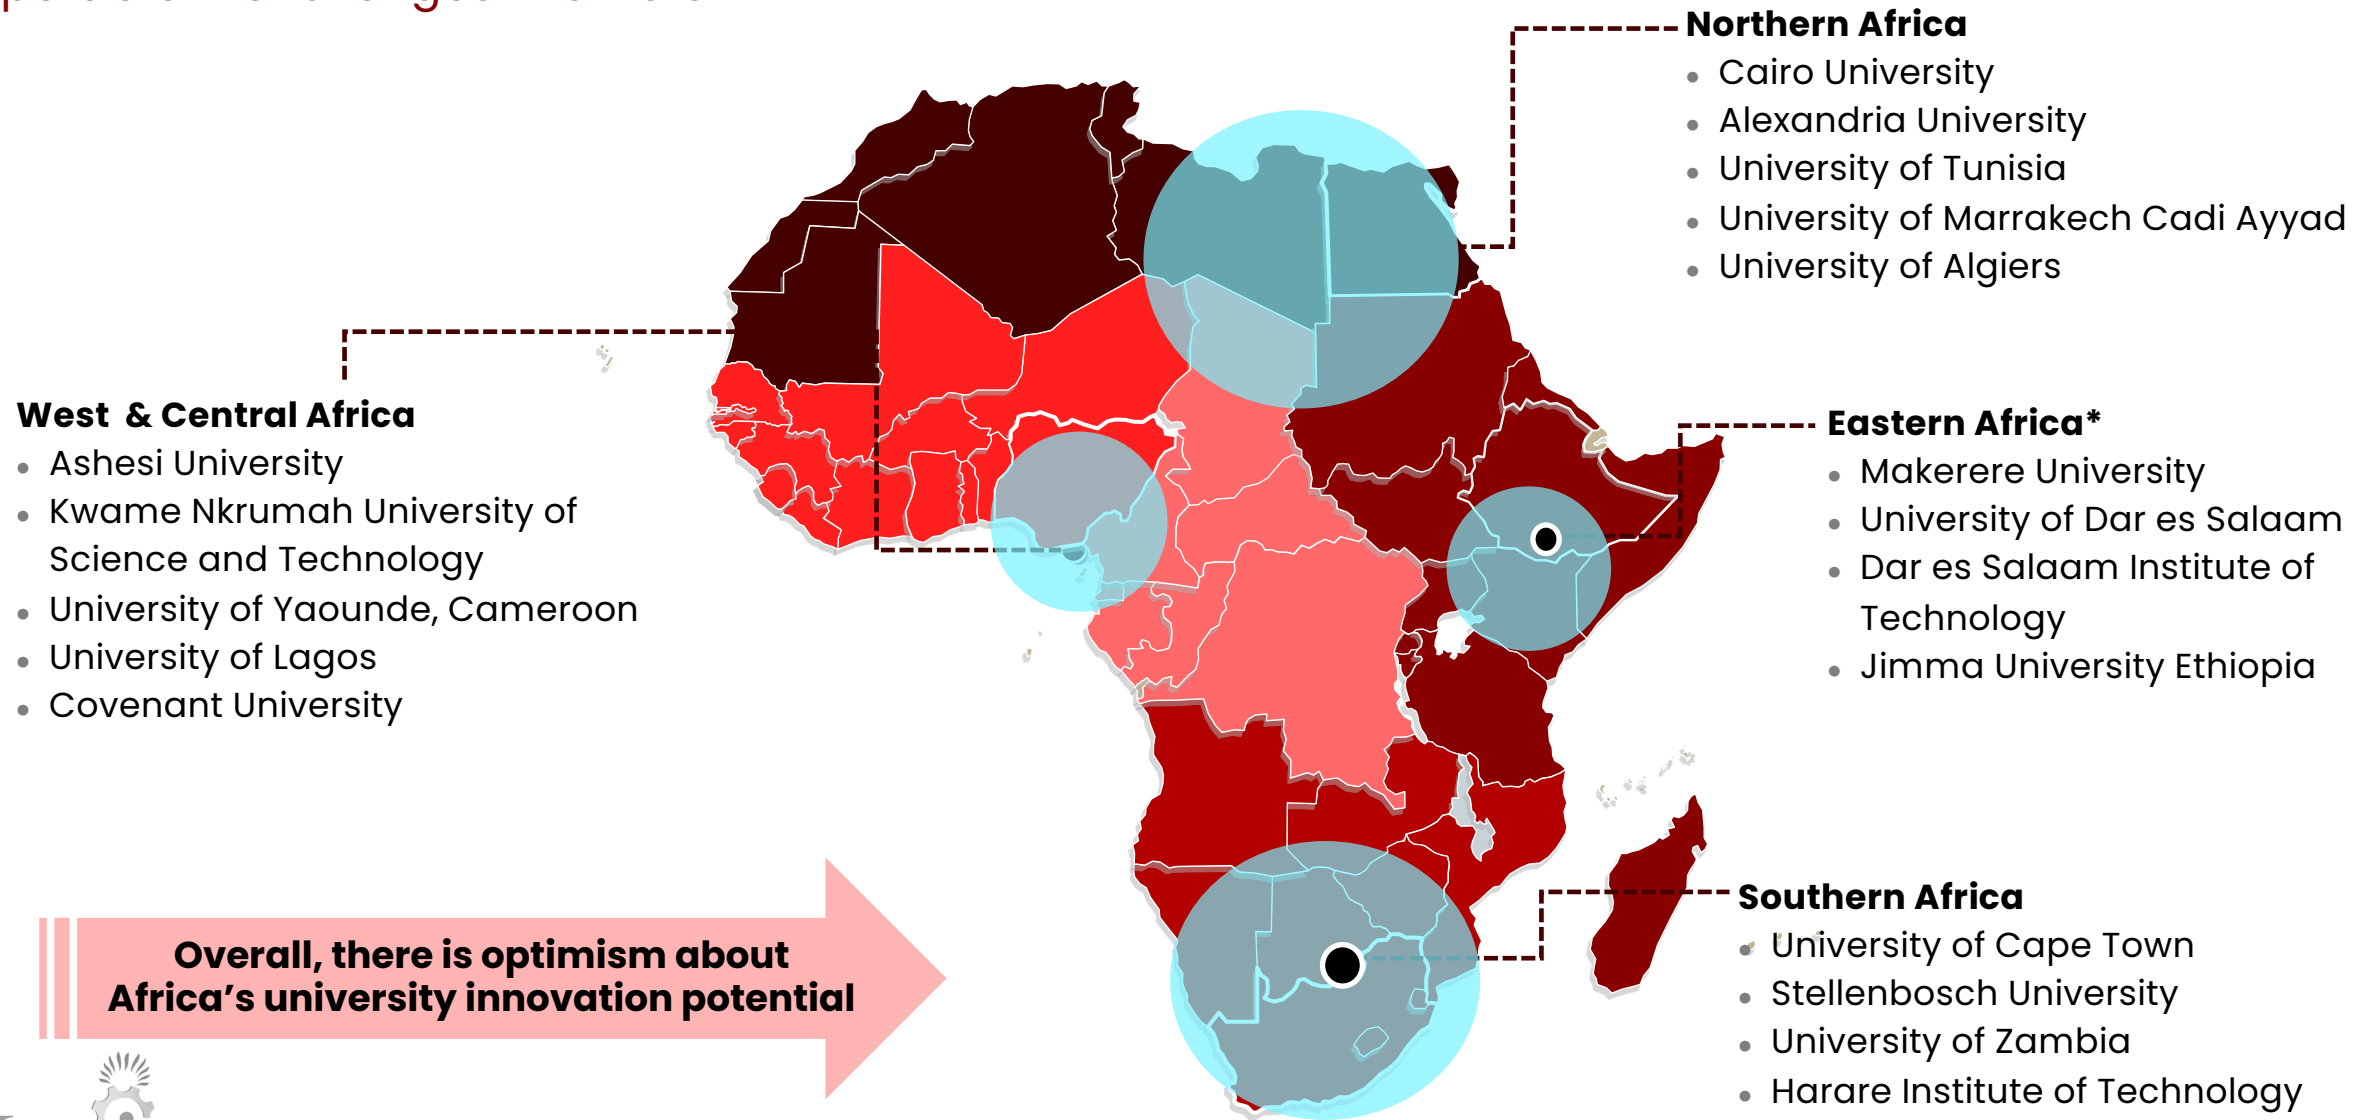 Northern Africa
• Cairo University
• Alexandria University
• University of Tunisia
• University of Marrakech Cadi Ayyad
• University of Algiers
West & Central Africa
• Ashesi University
• Kwame Nkrumah University of
Science and Technology
• University of Yaounde, Cameroon
• University of Lagos
• Covenant University
Eastern Africa*
• Makerere University
• University of Dar es Salaam
• Dar es Salaam Institute of
Technology
• Jimma University Ethiopia
Southern Africa
• University of Cape Town
• Stellenbosch University
• University of Zambia
• Harare Institute of Technology
Overall, there is optimism about
Africa’s university innovation potential